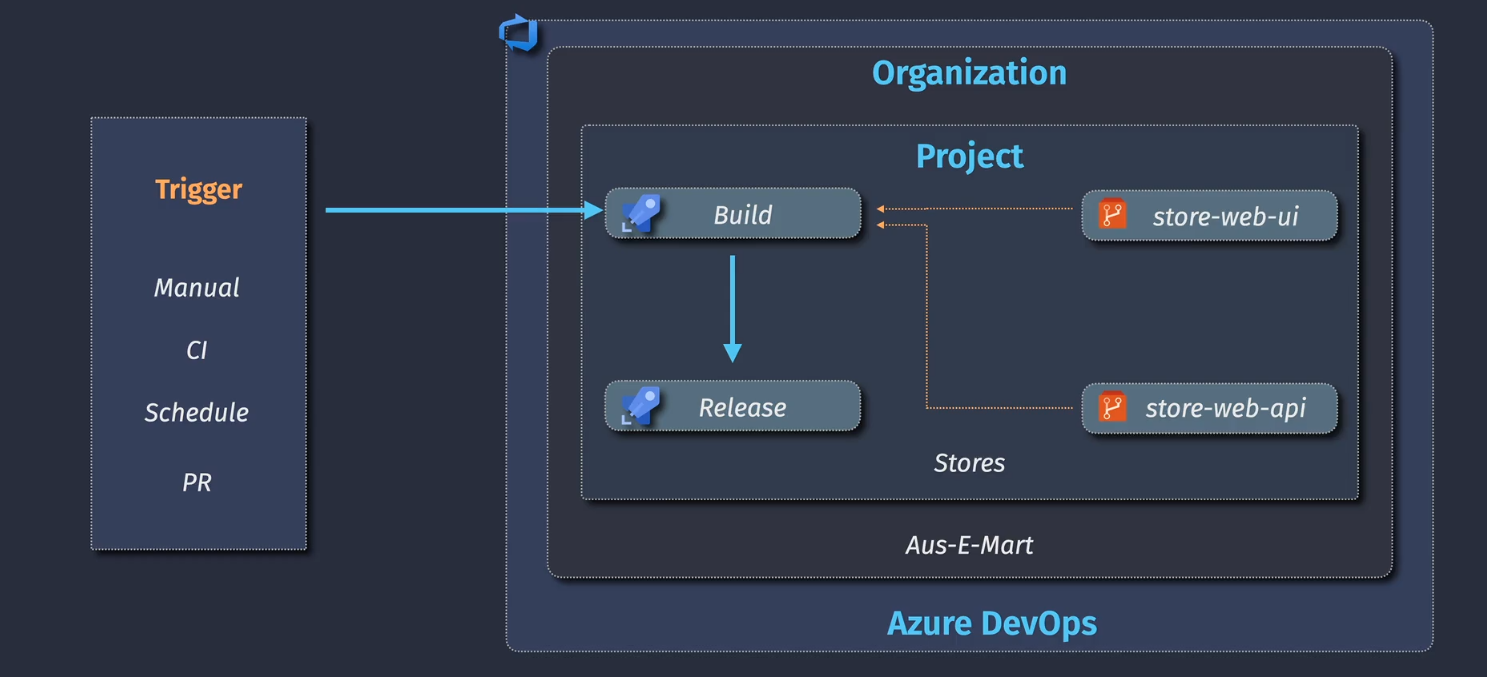 Organization
Project
Trigger
Build
store-web-ui
Manual
CI
Schedule
PR
Release
store-web-api
Stores
Aus-E-Mart
Azure DevOps